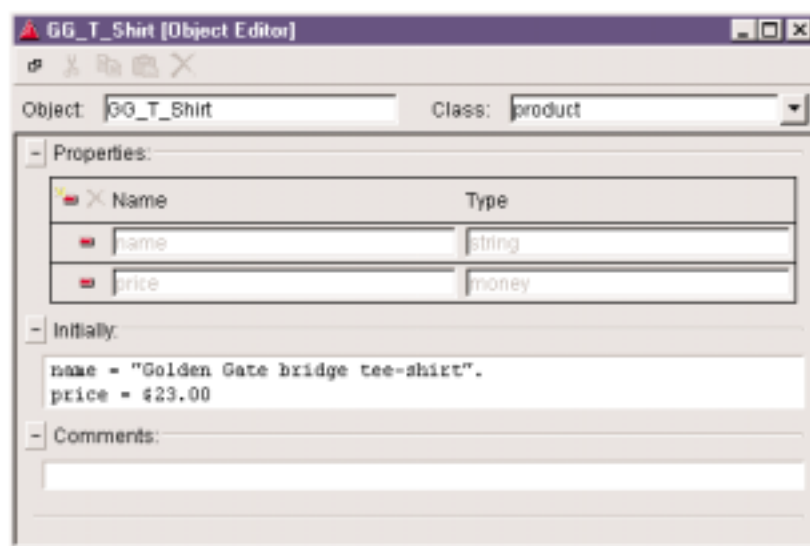 GG_T_Shirt [Object Editor]
Object: GG_T_Shirt Class: product
Properties:
Name Type
name string
price money
Initially:
name = "Golden Gate bridge tee-shirt".
price = $23.00
Comments: